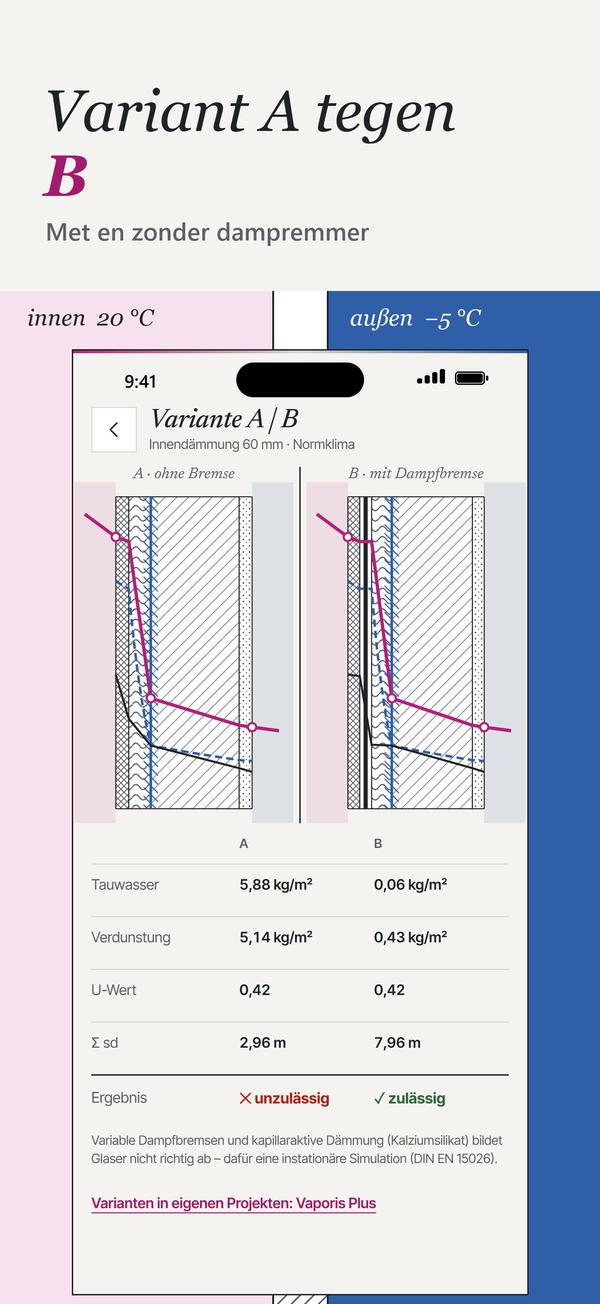 Variant A tegen
B
Met en zonder dampremmer
innen 20 °C
außen −5 °C
9:41
Variante A / B
Innendämmung 60 mm · Normklima
A · ohne Bremse
B · mit Dampfbremse
A B
Tauwasser 5,88 kg/m² 0,06 kg/m²
Verdunstung 5,14 kg/m² 0,43 kg/m²
U-Wert 0,42 0,42
Σ sd 2,96 m 7,96 m
Ergebnis ✕ unzulässig ✓ zulässig
Variable Dampfbremsen und kapillaraktive Dämmung (Kalziumsilikat) bildet
Glaser nicht richtig ab – dafür eine instationäre Simulation (DIN EN 15026).
Varianten in eigenen Projekten: Vaporis Plus